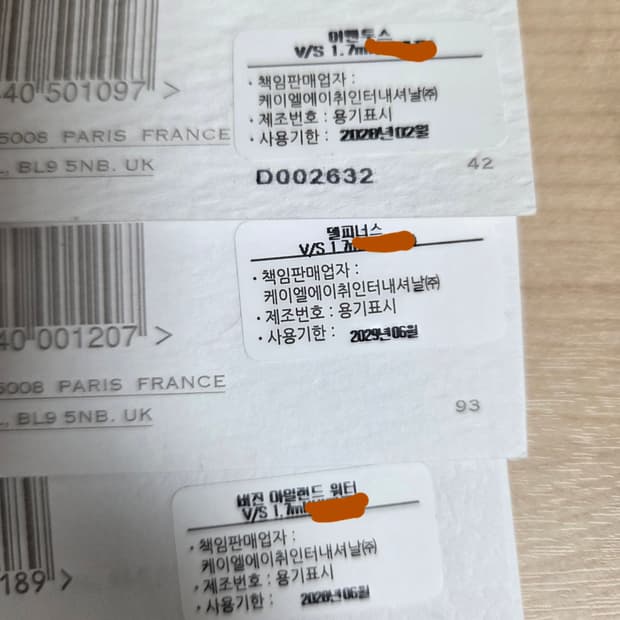 어벤투스
V/S 1.7ml
• 책임판매업자 :
케이엘에이취인터내셔날㈜
• 제조번호 : 용기표시
• 사용기한 : 2028년02월
40 501097 >
5008 PARIS FRANCE
, BL9 5NB. UK
D002632
42
델피너스
V/S 1.7
• 책임판매업자 :
케이엘에이취인터내셔날㈜
• 제조번호 : 용기표시
• 사용기한 : 2029년06월
40 001207 >
5008 PARIS FRANCE
, BL9 5NB. UK
93
버진 아일랜드 워터
V/S 1.7ml
• 책임판매업자 :
케이엘에이취인터내셔날㈜
• 제조번호 : 용기표시
• 사용기한 : 2028년06월
189 >